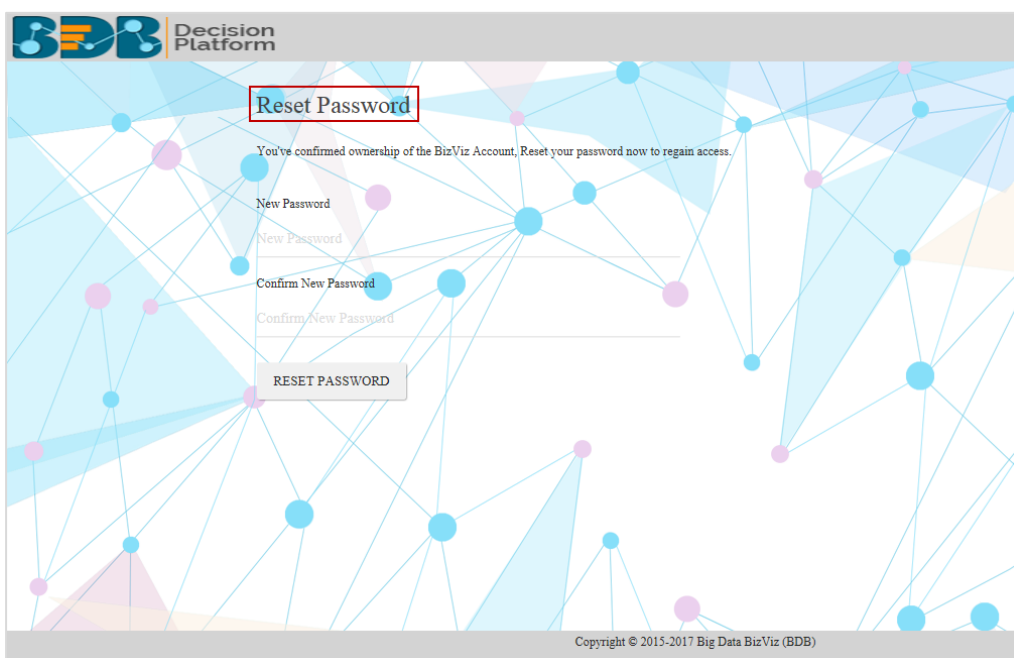 BDB Decision
Platform
Reset Password
You've confirmed ownership of the BizViz Account, Reset your password now to regain access.
New Password
New Password
Confirm New Password
Confirm New Password
RESET PASSWORD
Copyright © 2015-2017 Big Data BizViz (BDB)